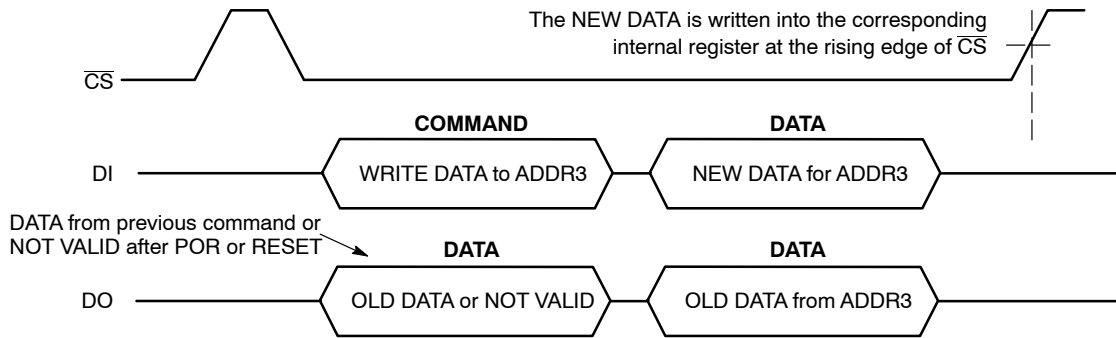 The NEW DATA is written into the corresponding
internal register at the rising edge of C̅S̅
C̅S̅
COMMAND
DATA
DI
WRITE DATA to ADDR3
NEW DATA for ADDR3
DATA from previous command or
NOT VALID after POR or RESET
DATA
DATA
DO
OLD DATA or NOT VALID
OLD DATA from ADDR3